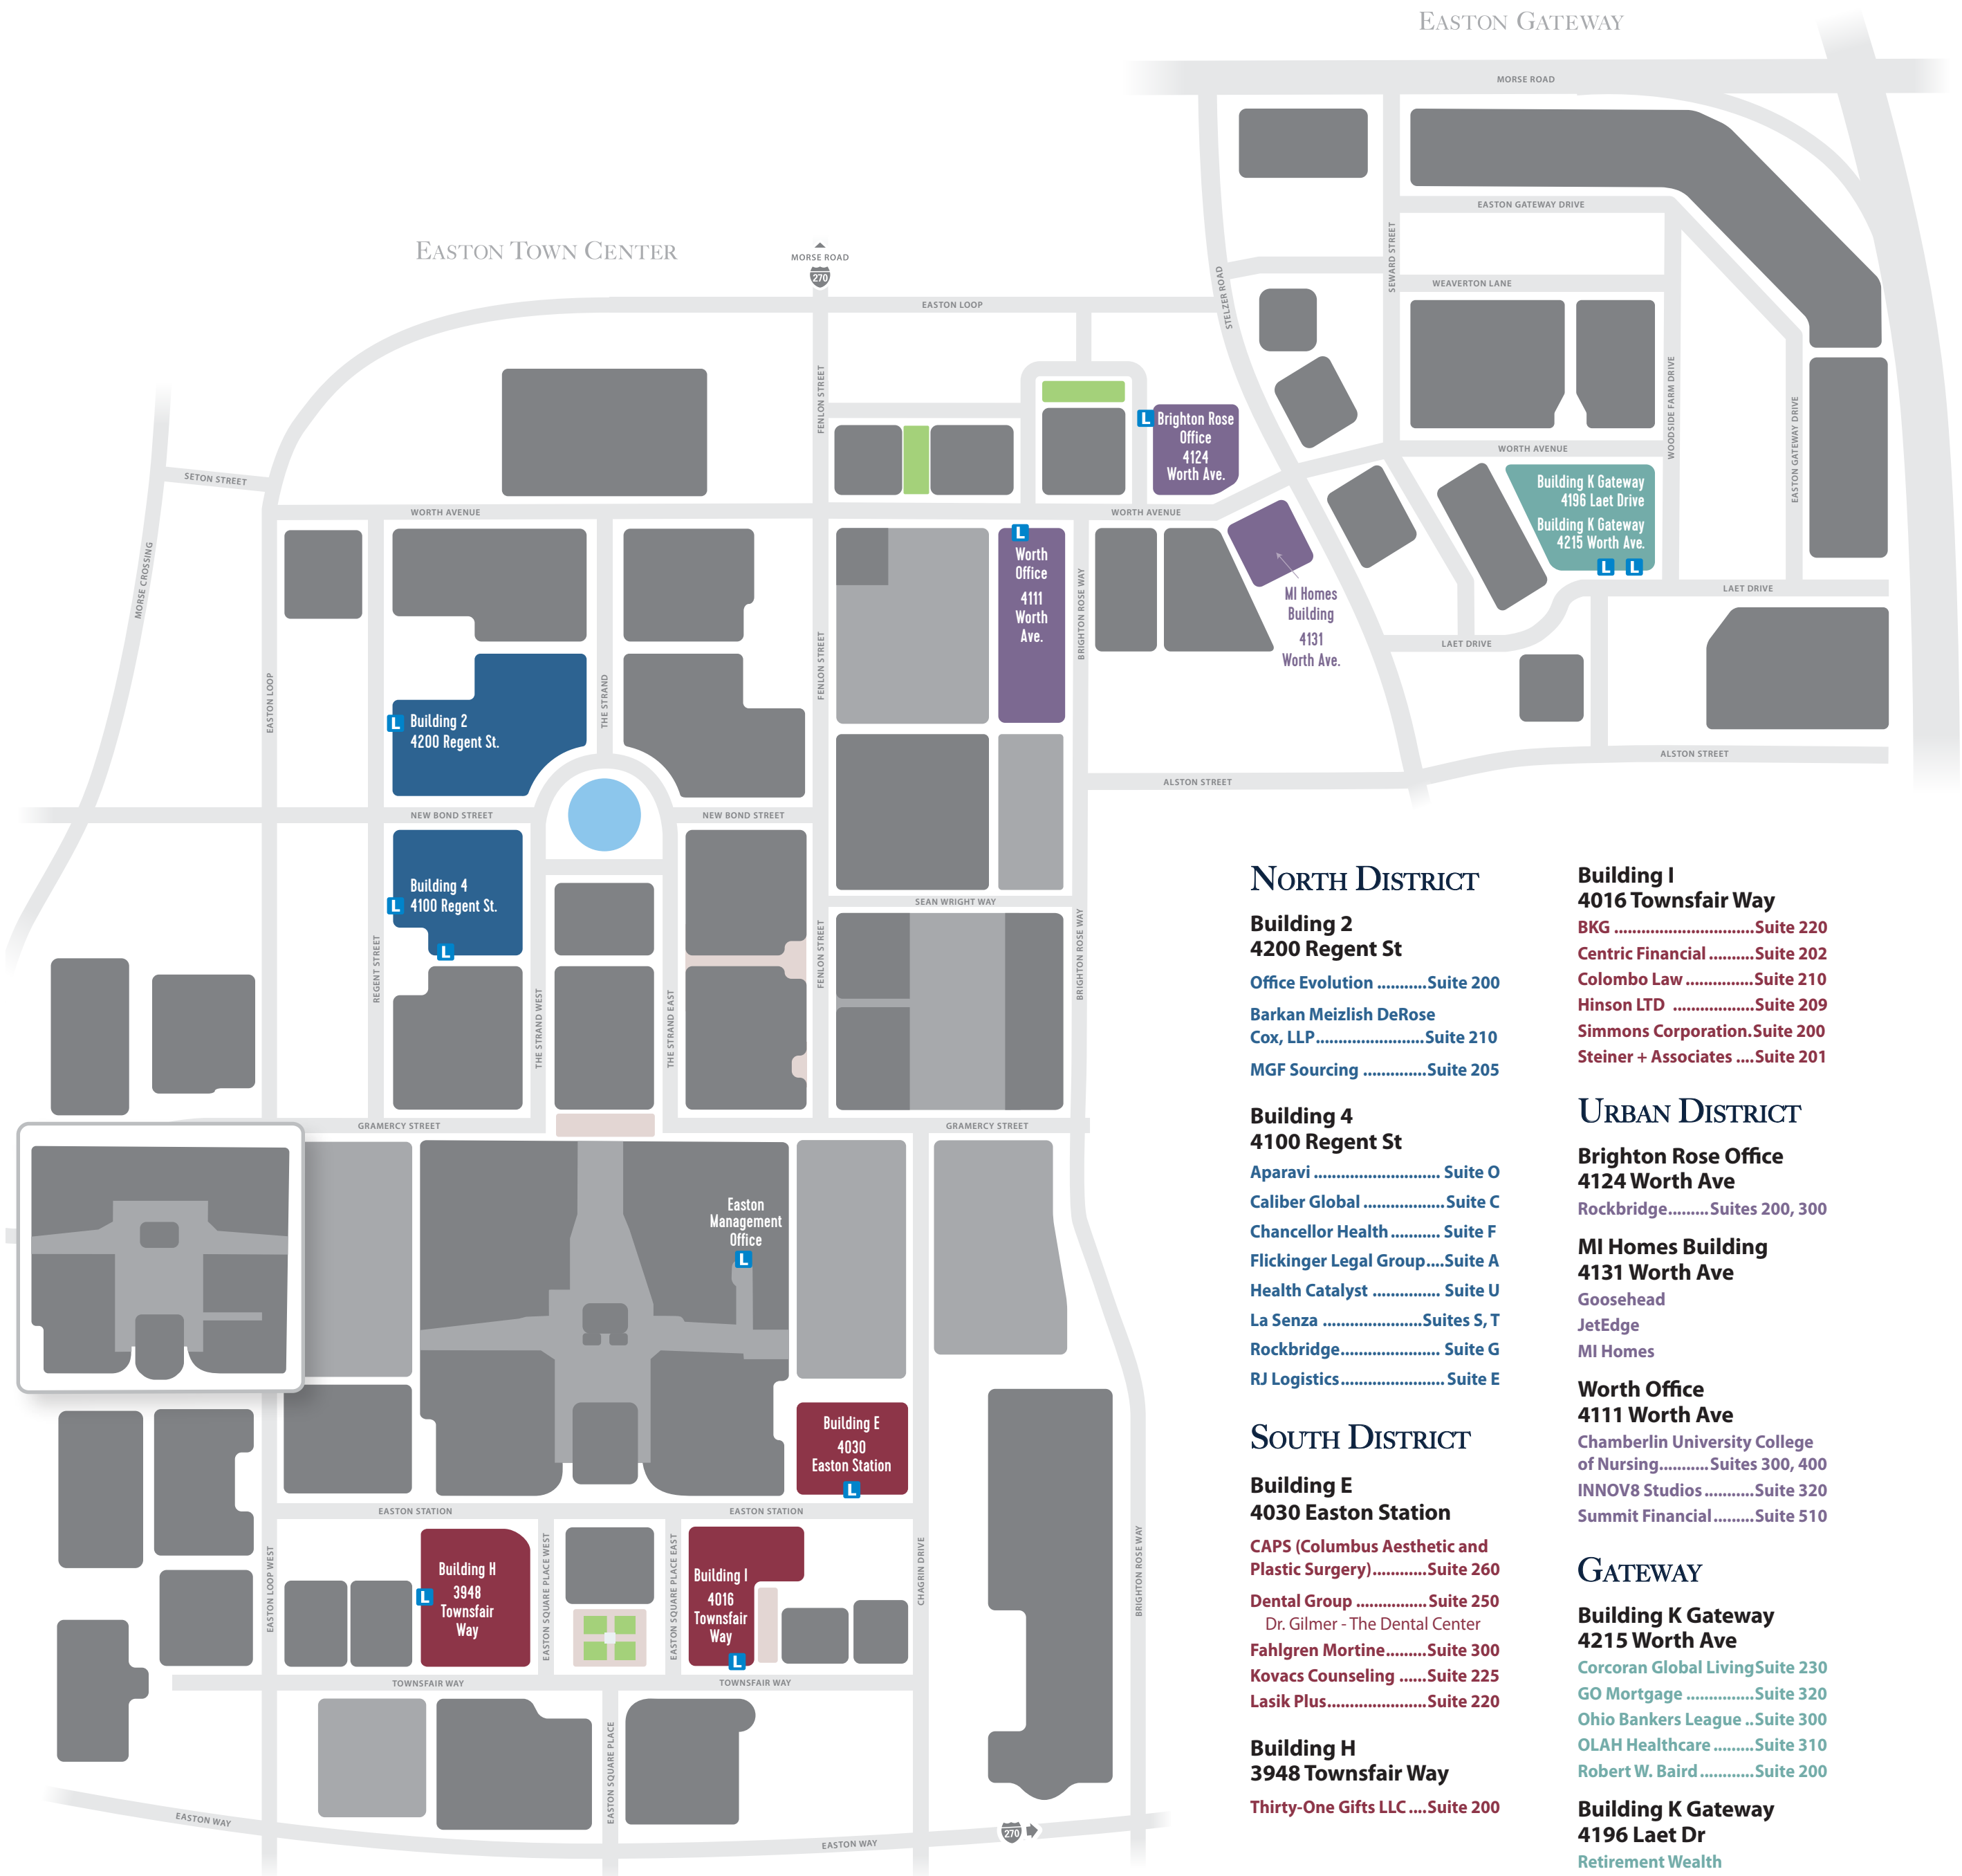 EASTON GATEWAY
MORSE ROAD
EASTON GATEWAY DRIVE
SEWARD STREET
WEAVERTON LANE
STELZER ROAD
WOODSIDE FARM DRIVE
EASTON GATEWAY DRIVE
WORTH AVENUE
Building K Gateway
4196 Laet Drive
Building K Gateway
4215 Worth Ave.
L L
LAET DRIVE
LAET DRIVE
ALSTON STREET
ALSTON STREET
EASTON TOWN CENTER
MORSE ROAD
270
EASTON LOOP
FENLON STREET
L
Brighton Rose
Office
4124
Worth Ave.
SETON STREET
MORSE CROSSING
WORTH AVENUE
WORTH AVENUE
L
Worth
Office
4111
Worth
Ave.
BRIGHTON ROSE WAY
MI Homes
Building
4131
Worth Ave.
EASTON LOOP
THE STRAND
FENLON STREET
L
Building 2
4200 Regent St.
NEW BOND STREET
NEW BOND STREET
Building 4
L
4100 Regent St.
L
SEAN WRIGHT WAY
REGENT STREET
THE STRAND WEST
THE STRAND EAST
FENLON STREET
BRIGHTON ROSE WAY
GRAMERCY STREET
GRAMERCY STREET
Easton
Management
Office
L
Building E
4030
Easton Station
L
EASTON STATION
EASTON STATION
EASTON LOOP WEST
L
Building H
3948
Townsfair
Way
EASTON SQUARE PLACE WEST
EASTON SQUARE PLACE EAST
Building I
4016
Townsfair
Way
L
CHAGRIN DRIVE
BRIGHTON ROSE WAY
TOWNSFAIR WAY
TOWNSFAIR WAY
EASTON SQUARE PLACE
EASTON WAY
EASTON WAY
270
NORTH DISTRICT
Building 2
4200 Regent St
Office Evolution ...........Suite 200
Barkan Meizlish DeRose
Cox, LLP........................Suite 210
MGF Sourcing ..............Suite 205
Building 4
4100 Regent St
Aparavi ............................ Suite O
Caliber Global ..................Suite C
Chancellor Health ........... Suite F
Flickinger Legal Group....Suite A
Health Catalyst ............... Suite U
La Senza ......................Suites S, T
Rockbridge...................... Suite G
RJ Logistics....................... Suite E
SOUTH DISTRICT
Building E
4030 Easton Station
CAPS (Columbus Aesthetic and
Plastic Surgery)............Suite 260
Dental Group ................Suite 250
Dr. Gilmer - The Dental Center
Fahlgren Mortine.........Suite 300
Kovacs Counseling ......Suite 225
Lasik Plus......................Suite 220
Building H
3948 Townsfair Way
Thirty-One Gifts LLC ....Suite 200
Building I
4016 Townsfair Way
BKG ...............................Suite 220
Centric Financial ..........Suite 202
Colombo Law ...............Suite 210
Hinson LTD ..................Suite 209
Simmons Corporation.Suite 200
Steiner + Associates ....Suite 201
URBAN DISTRICT
Brighton Rose Office
4124 Worth Ave
Rockbridge.........Suites 200, 300
MI Homes Building
4131 Worth Ave
Goosehead
JetEdge
MI Homes
Worth Office
4111 Worth Ave
Chamberlin University College
of Nursing...........Suites 300, 400
INNOV8 Studios ...........Suite 320
Summit Financial.........Suite 510
GATEWAY
Building K Gateway
4215 Worth Ave
Corcoran Global LivingSuite 230
GO Mortgage ...............Suite 320
Ohio Bankers League ..Suite 300
OLAH Healthcare .........Suite 310
Robert W. Baird ............Suite 200
Building K Gateway
4196 Laet Dr
Retirement Wealth